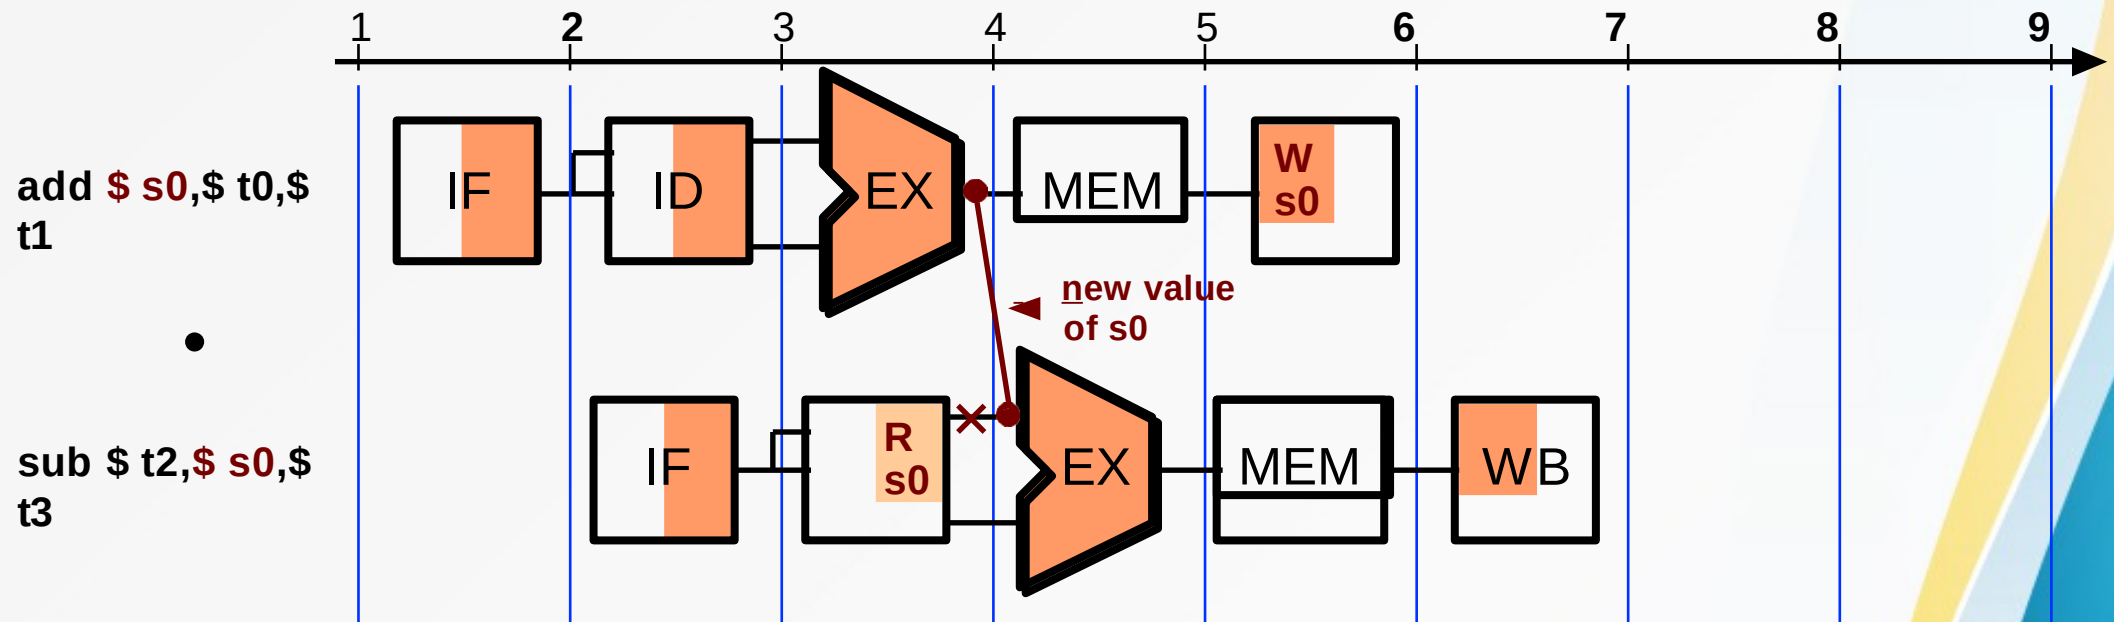 1 2 3 4 5 6 7 8 9
add $ s0,$ t0,$
t1
IF ID EX MEM W
s0
new value
of s0
•
sub $ t2,$ s0,$
t3
IF R
s0 EX MEM WB